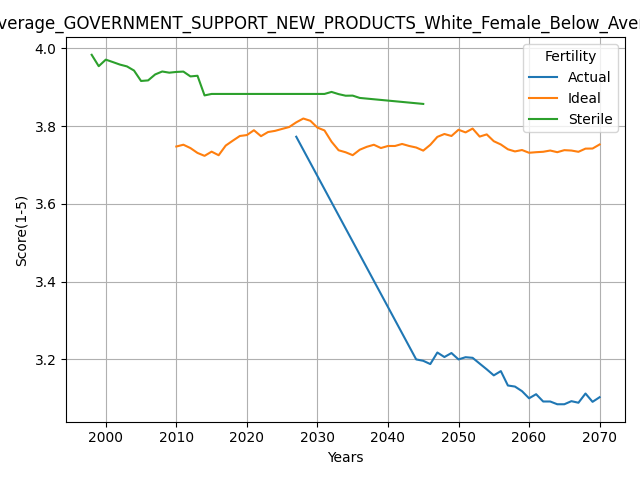 verage_GOVERNMENT_SUPPORT_NEW_PRODUCTS_White_Female_Below_Aver
4.0
3.8
3.6
3.4
3.2
Score(1-5)
Fertility
Actual
Ideal
Sterile
2000 2010 2020 2030 2040 2050 2060 2070
Years